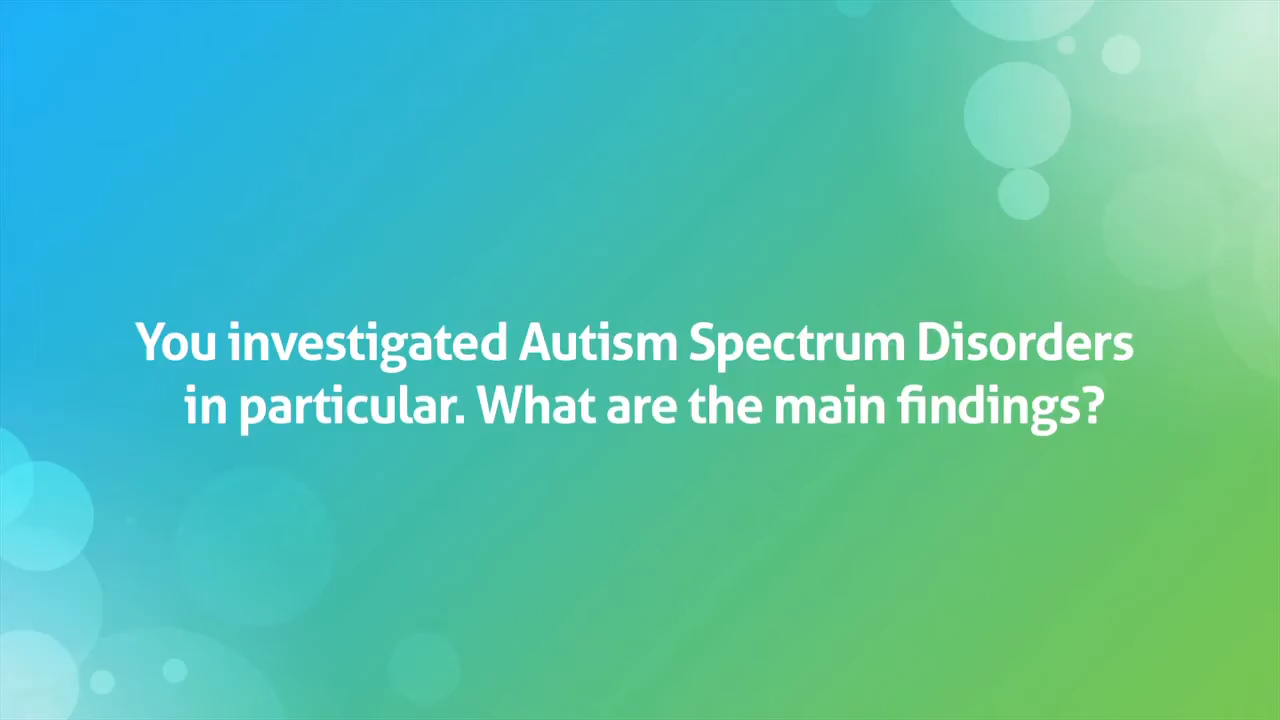 You investigated Autism Spectrum Disorders
in particular. What are the main findings?